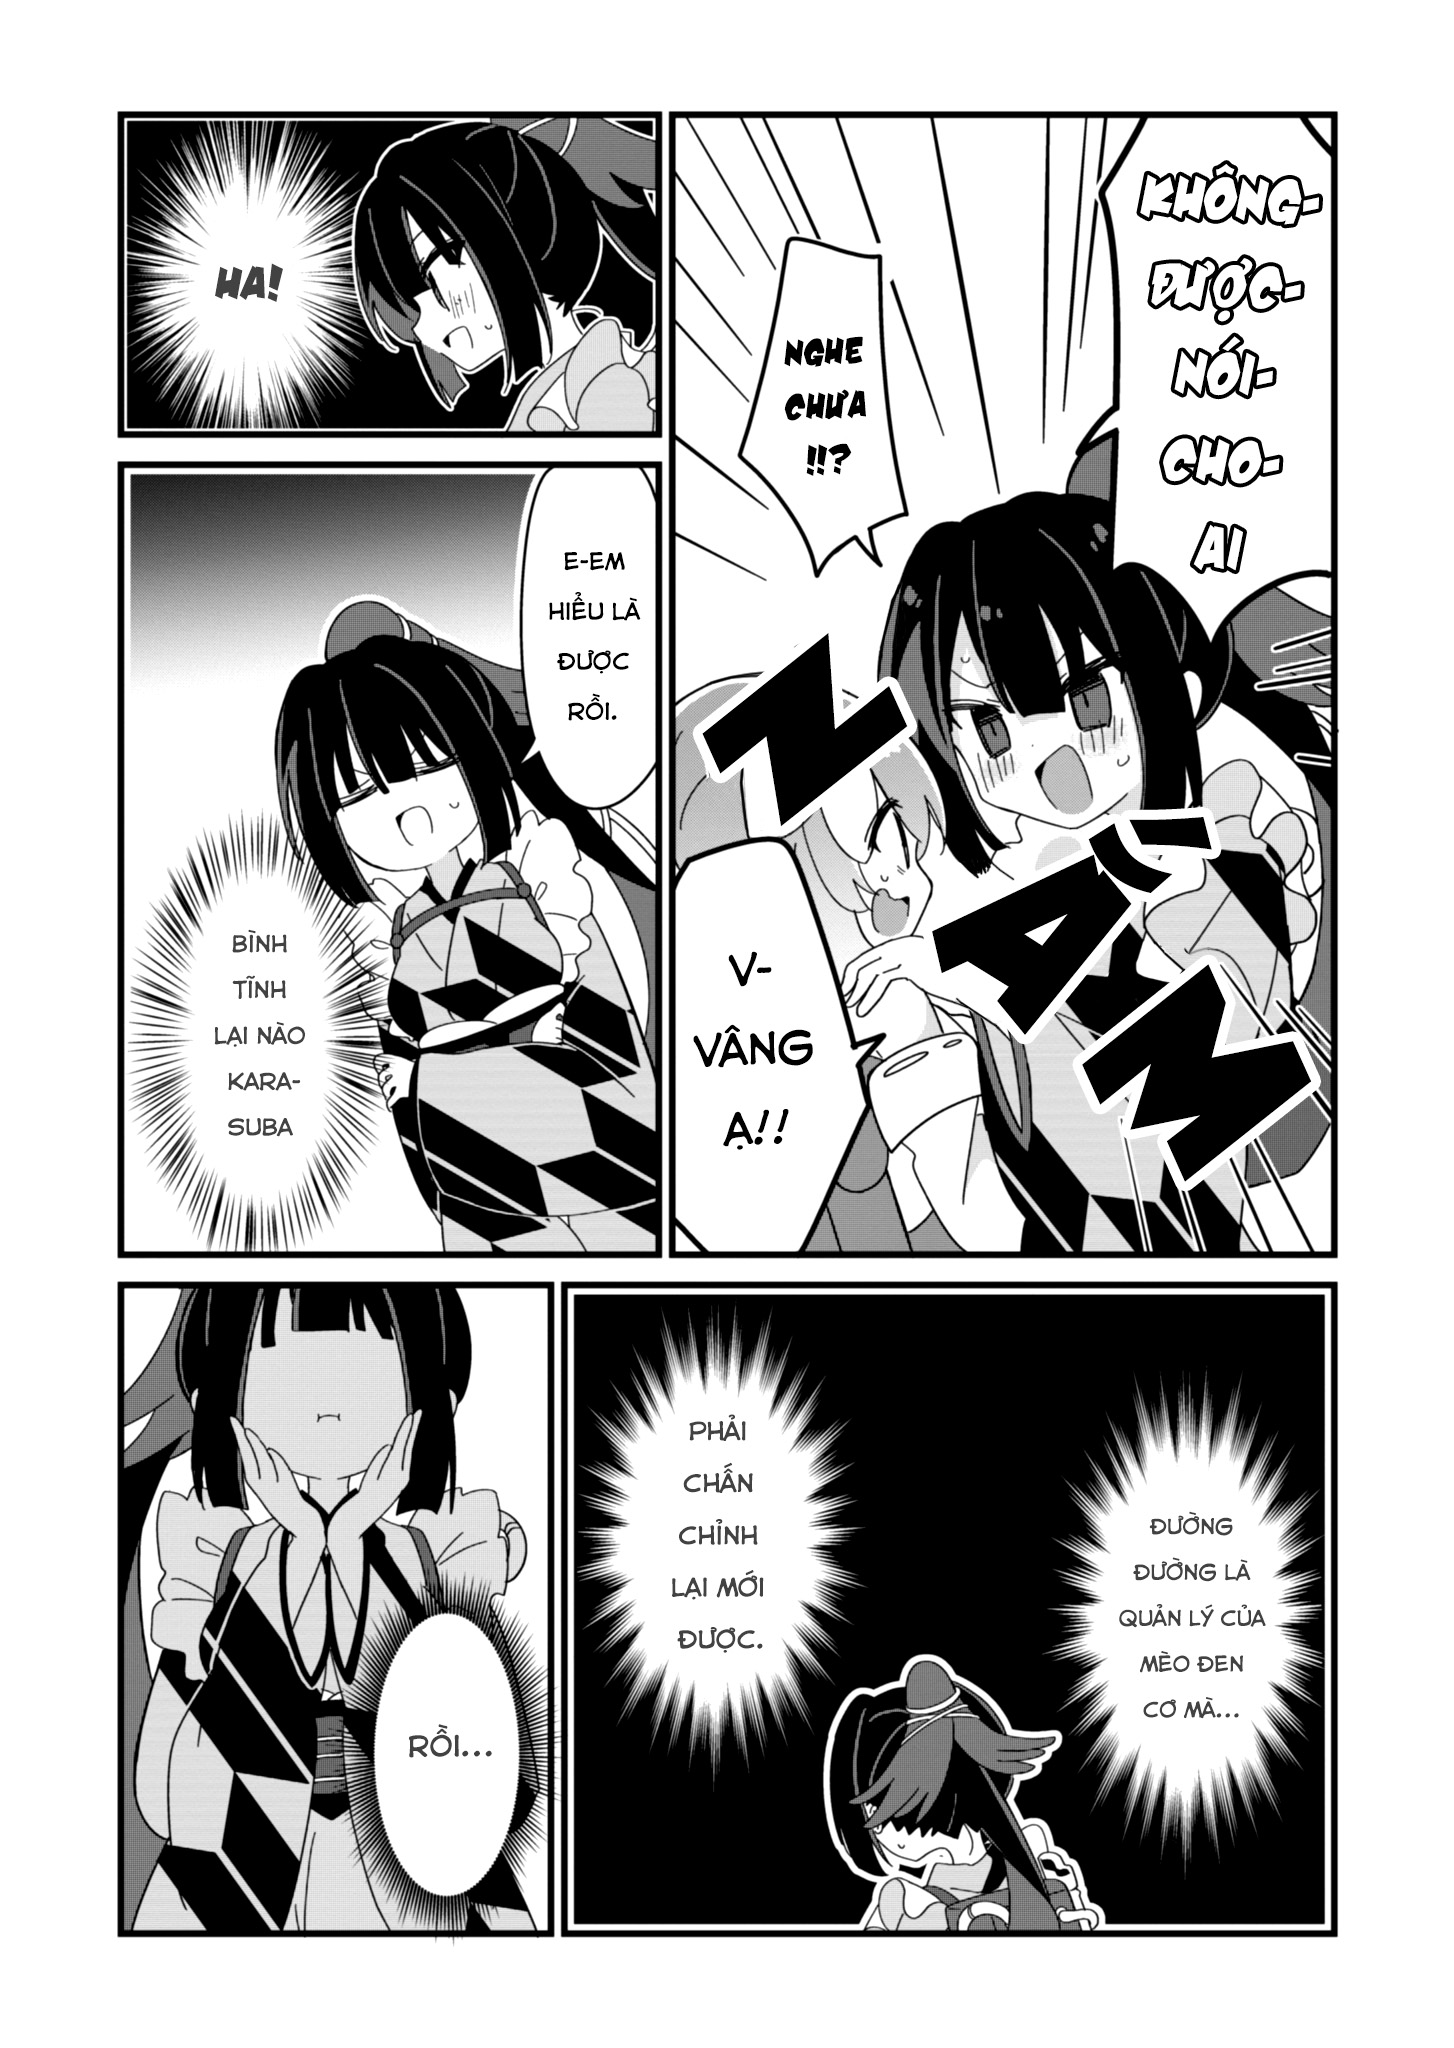 KHÔNG-
ĐƯỢC-
NÓI-
CHO-
AI
NGHE
CHƯA
!!?
NẮM
V-
VÂNG
Ạ!!
HA!
E-EM
HIỂU LÀ
ĐƯỢC
RỒI.
BÌNH
TĨNH
LẠI NÀO
KARA-
SUBA
ĐƯỜNG
ĐƯỜNG LÀ
QUẢN LÝ CỦA
MÈO ĐEN
CƠ MÀ...
PHẢI
CHẤN
CHỈNH
LẠI MỚI
ĐƯỢC.
RỒI...